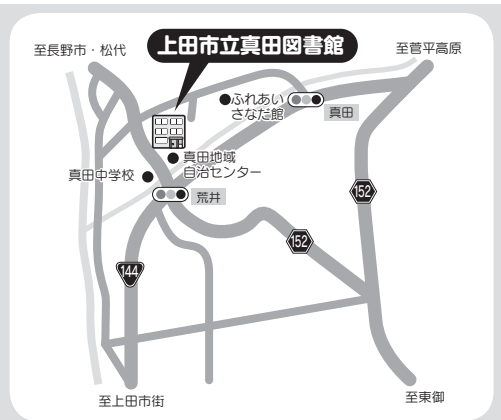 上田市立真田図書館
至長野市・松代
至菅平高原
ふれあい
さなだ館
真田
真田地域
自治センター
真田中学校
荒井
152
152
144
至上田市街
至東御